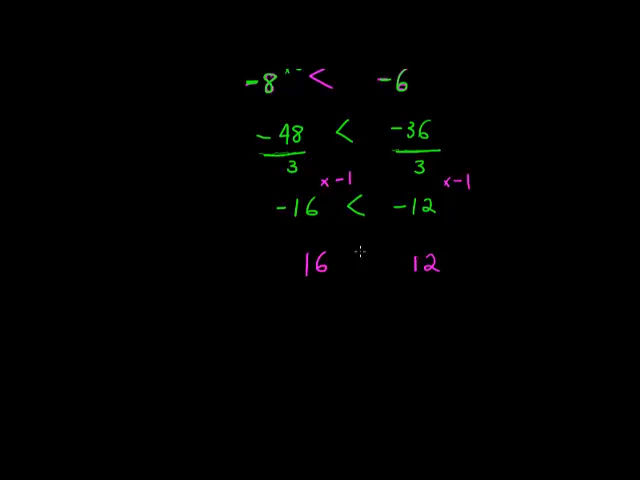 -8 × - < -6
-48 < -36
3 3
× -1 × -1
-16 < -12
16 12